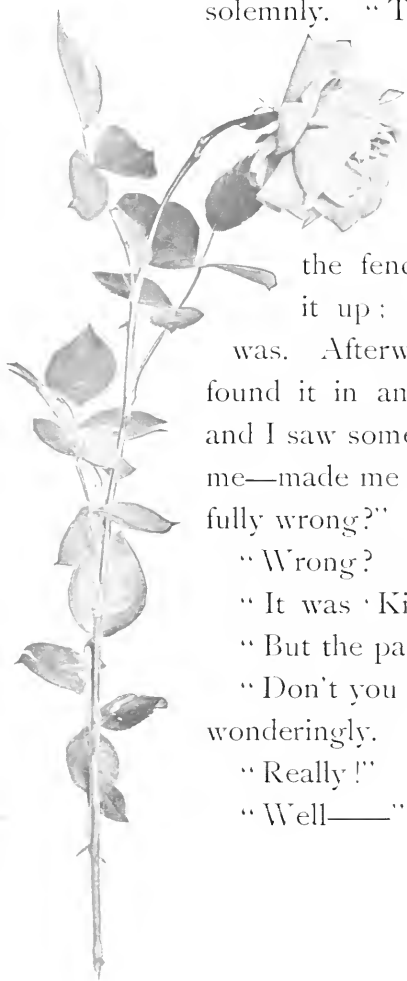 solemnly. “ T
the fenc
it up ;
was. Afterw
found it in an
and I saw some
me—made me
fully wrong?”
“ Wrong?
“ It was ‘ Ki
“ But the pa
“ Don’t you
wonderingly.
“ Really !”
“ Well——”